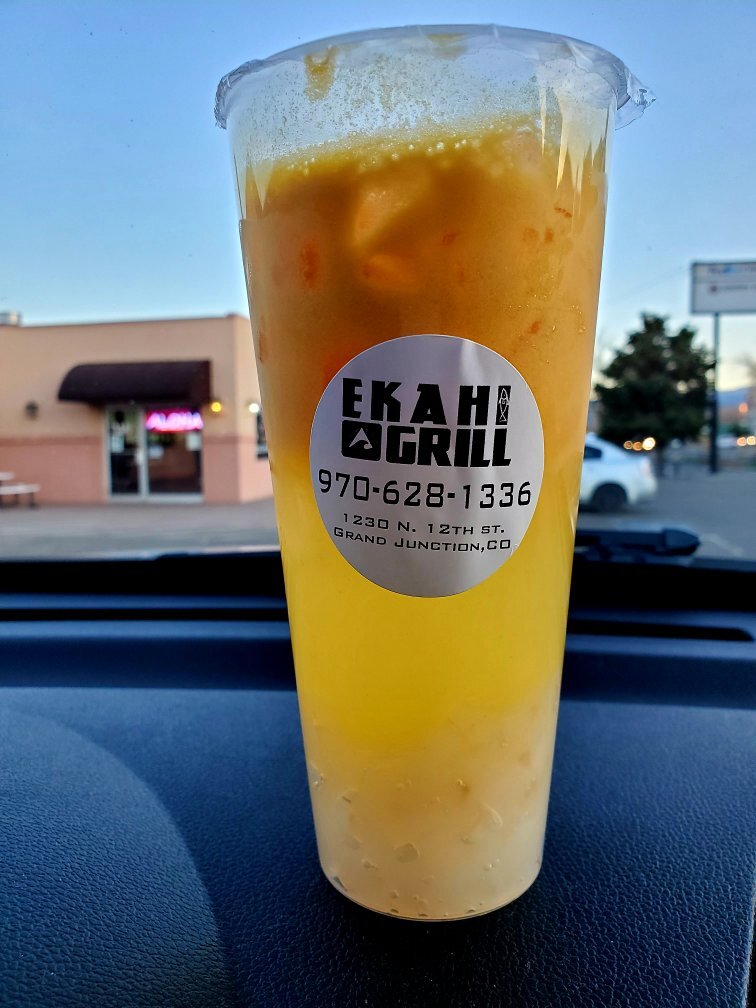 EKAHI
GRILL
970-628-1336
1230 N. 12TH ST.
GRAND JUNCTION,CO
ALOHA